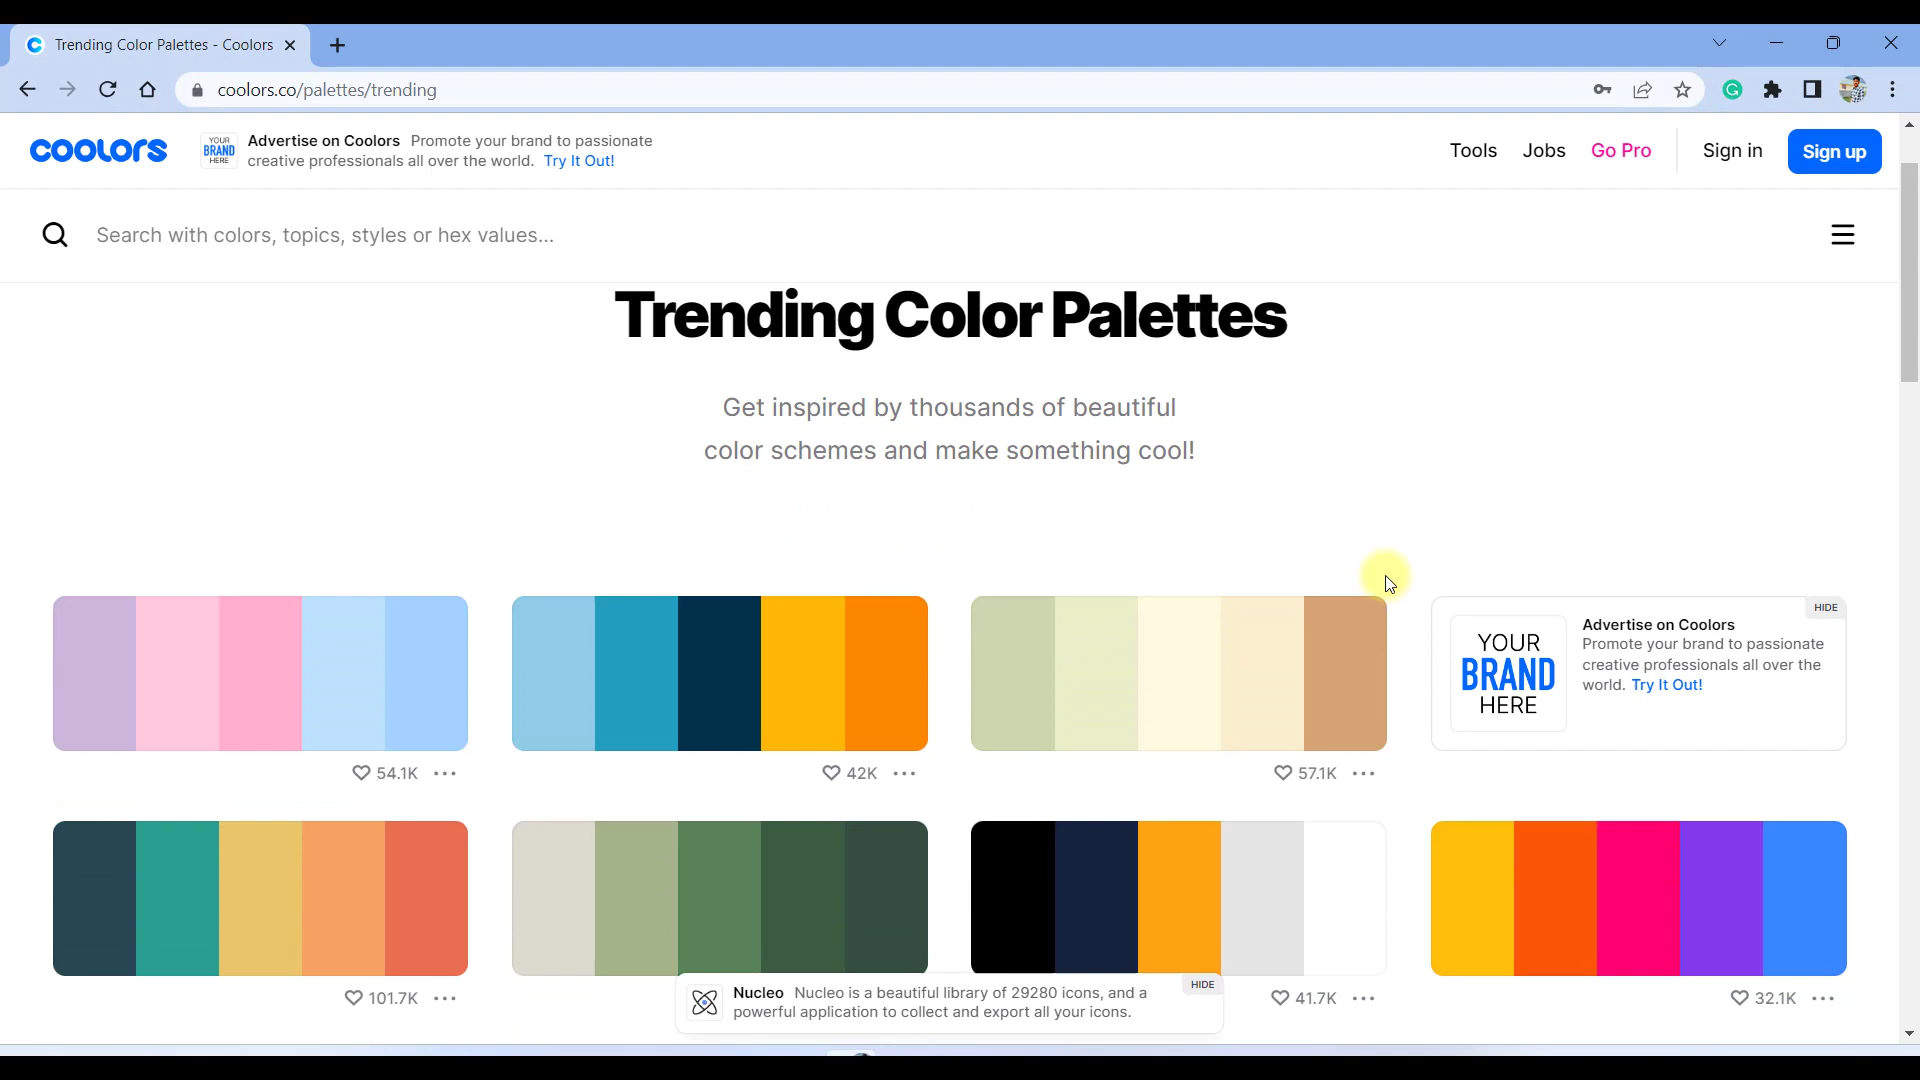 Trending Color Palettes - Coolors
coolors.co/palettes/trending
coolors
YOUR
BRAND
HERE
Advertise on Coolors Promote your brand to passionate
creative professionals all over the world. Try It Out!
Tools
Jobs
Go Pro
Sign in
Sign up
Search with colors, topics, styles or hex values...
Trending Color Palettes
Get inspired by thousands of beautiful
color schemes and make something cool!
YOUR
BRAND
HERE
HIDE
Advertise on Coolors
Promote your brand to passionate
creative professionals all over the
world. Try It Out!
54.1K
42K
57.1K
101.7K
Nucleo Nucleo is a beautiful library of 29280 icons, and a
powerful application to collect and export all your icons.
HIDE
41.7K
32.1K